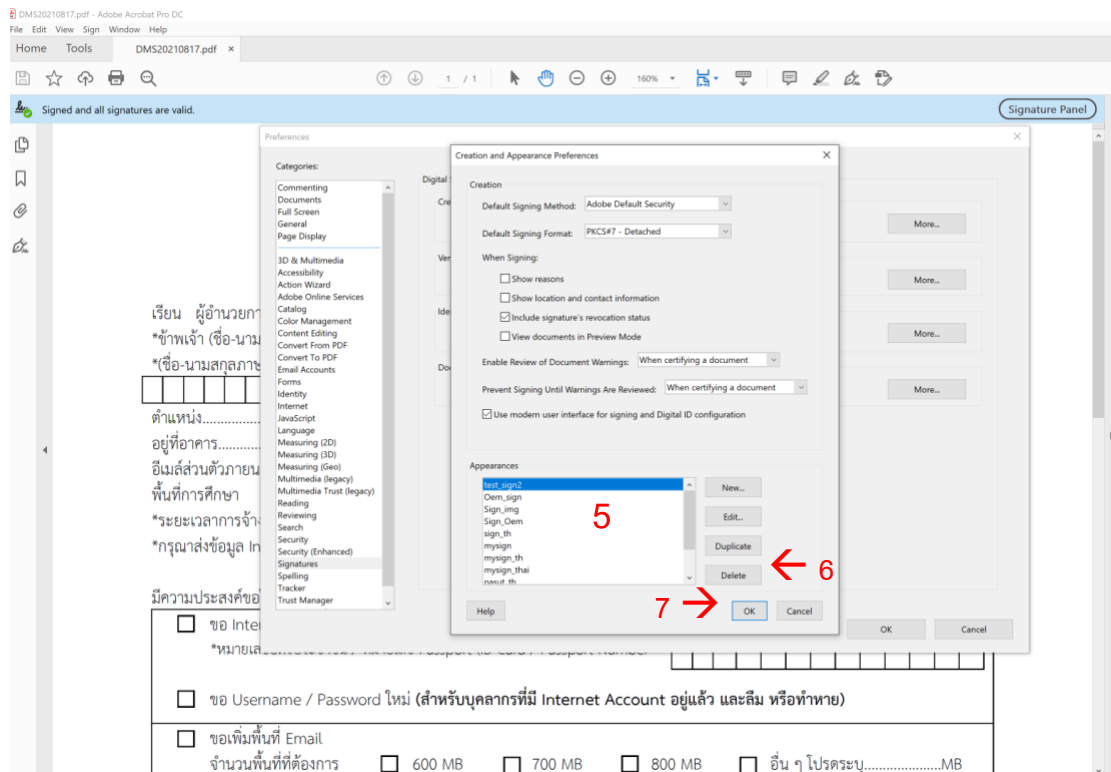 DMS20210817.pdf - Adobe Acrobat Pro DC
File Edit View Sign Window Help
Home Tools DMS20210817.pdf ×
1 / 1 160%
Signed and all signatures are valid. Signature Panel
Preferences
Categories:
Commenting
Documents
Full Screen
General
Page Display
3D & Multimedia
Accessibility
Action Wizard
Adobe Online Services
Catalog
Color Management
Content Editing
Convert From PDF
Convert To PDF
Email Accounts
Forms
Identity
Internet
JavaScript
Language
Measuring (2D)
Measuring (3D)
Measuring (Geo)
Multimedia (legacy)
Multimedia Trust (legacy)
Reading
Reviewing
Search
Security
Security (Enhanced)
Signatures
Spelling
Tracker
Trust Manager
Digital
Cre
Ver
Ide
More...
More...
More...
More...
OK Cancel
Creation and Appearance Preferences
Creation
Default Signing Method: Adobe Default Security
Default Signing Format: PKCS#7 - Detached
When Signing:
Show reasons
Show location and contact information
Include signature's revocation status
View documents in Preview Mode
Enable Review of Document Warnings: When certifying a document
Prevent Signing Until Warnings Are Reviewed: When certifying a document
Use modern user interface for signing and Digital ID configuration
Appearances
test_sign2
Oem_sign
Sign_img
Sign_Oem
sign_th
mysign
mysign_th
mysign_thai
pasut_th
New...
Edit...
Duplicate
Delete
5
6
7
Help OK Cancel
เรียน ผู้อำนวยกา
*ข้าพเจ้า (ชื่อ-นาม
*(ชื่อ-นามสกุลภาษ
ตำแหน่ง...............
อยู่ที่อาคาร...........
อีเมล์ส่วนตัวภายน
พื้นที่การศึกษา
*ระยะเวลาการจ้าง
*กรุณาส่งข้อมูล In
มีความประสงค์ขอ
ขอ Inte
ขอ Username / Password ใหม่ (สำหรับบุคลากรที่มี Internet Account อยู่แล้ว และลืม หรือทำหาย)
ขอเพิ่มพื้นที่ Email
จำนวนพื้นที่ที่ต้องการ 600 MB 700 MB 800 MB อื่น ๆ โปรดระบุ......................MB